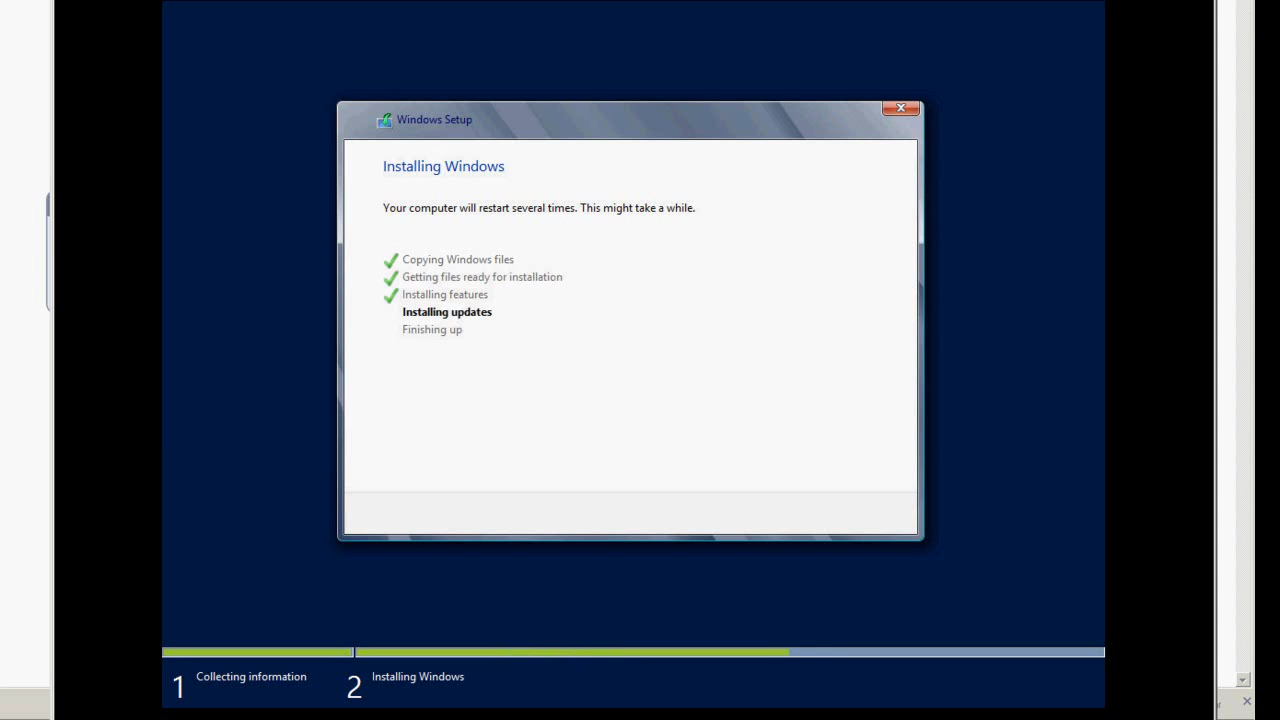 Windows Setup
Installing Windows
Your computer will restart several times. This might take a while.
Copying Windows files
Getting files ready for installation
Installing features
Installing updates
Finishing up
1 Collecting information
2 Installing Windows